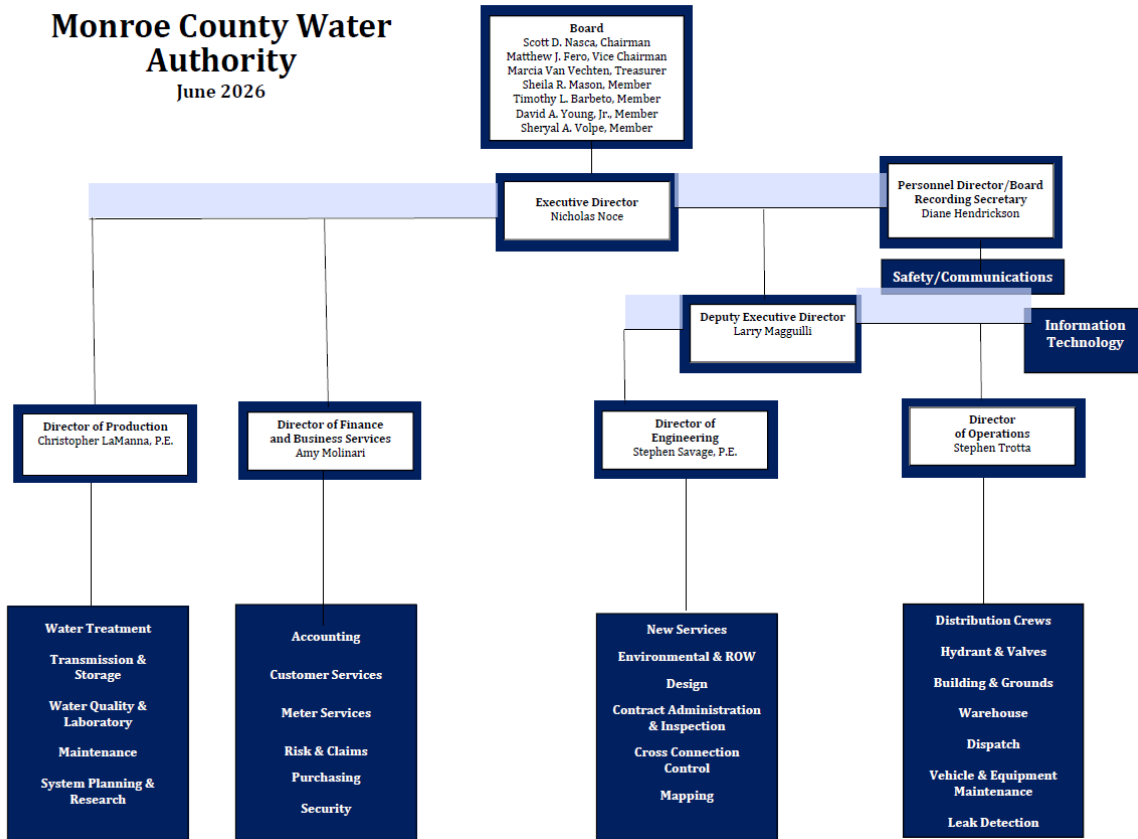 Monroe County Water
Authority
June 2026
Board
Scott D. Nasca, Chairman
Matthew J. Fero, Vice Chairman
Marcia Van Vechten, Treasurer
Sheila R. Mason, Member
Timothy L. Barbeto, Member
David A. Young, Jr., Member
Sheryal A. Volpe, Member
Executive Director
Nicholas Noce
Personnel Director/Board
Recording Secretary
Diane Hendrickson
Safety/Communications
Deputy Executive Director
Larry Magguilli
Information
Technology
Director of Production
Christopher LaManna, P.E.
Director of Finance
and Business Services
Amy Molinari
Director of
Engineering
Stephen Savage, P.E.
Director
of Operations
Stephen Trotta
Water Treatment
Transmission &
Storage
Water Quality &
Laboratory
Maintenance
System Planning &
Research
Accounting
Customer Services
Meter Services
Risk & Claims
Purchasing
Security
New Services
Environmental & ROW
Design
Contract Administration
& Inspection
Cross Connection
Control
Mapping
Distribution Crews
Hydrant & Valves
Building & Grounds
Warehouse
Dispatch
Vehicle & Equipment
Maintenance
Leak Detection